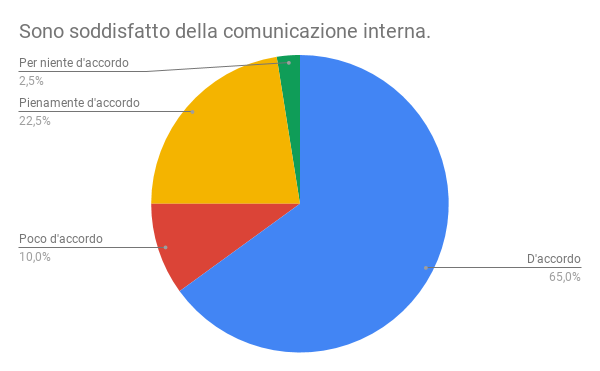 Sono soddisfatto della comunicazione interna.
Per niente d'accordo
2,5%
Pienamente d'accordo
22,5%
Poco d'accordo
10,0%
D'accordo
65,0%